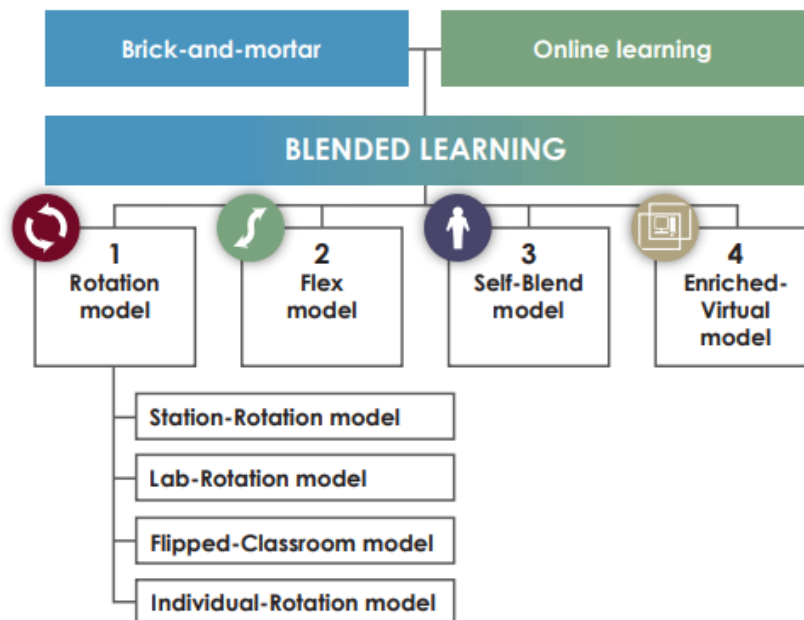 Brick-and-mortar
Online learning
BLENDED LEARNING
1
Rotation
model
2
Flex
model
3
Self-Blend
model
4
Enriched-
Virtual
model
Station-Rotation model
Lab-Rotation model
Flipped-Classroom model
Individual-Rotation model